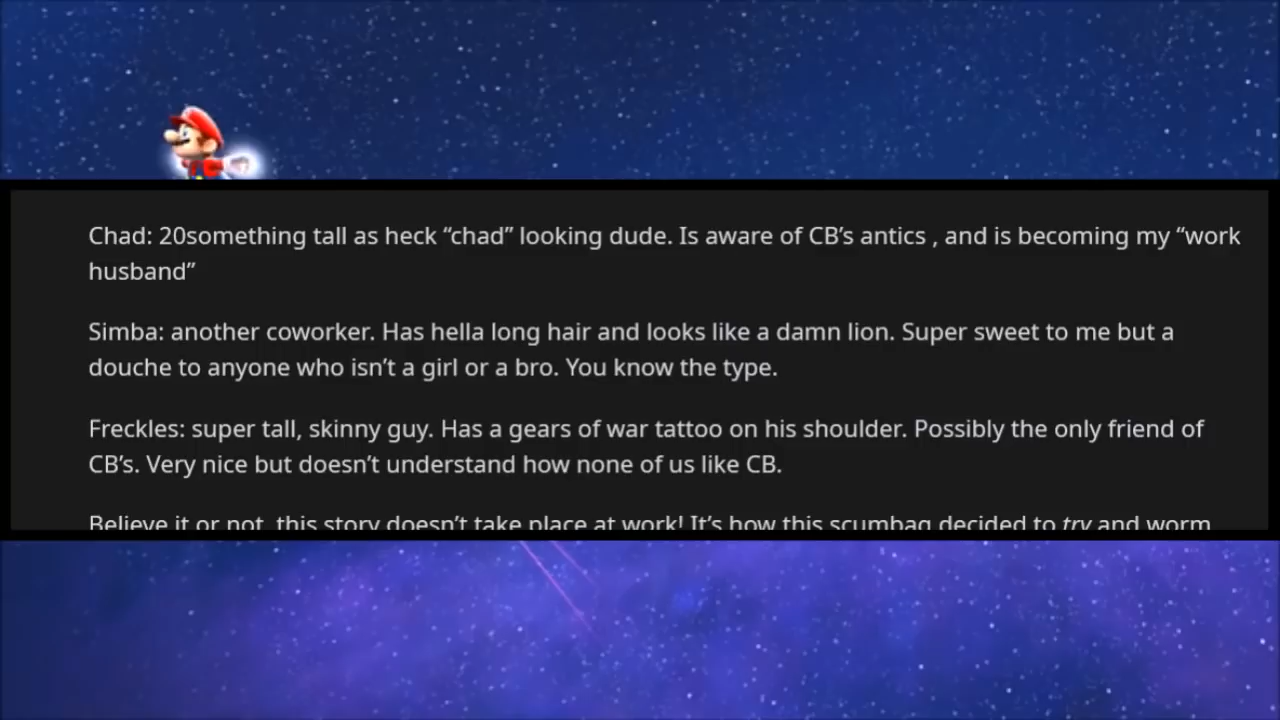 Chad: 20something tall as heck “chad” looking dude. Is aware of CB’s antics , and is becoming my “work
husband”
Simba: another coworker. Has hella long hair and looks like a damn lion. Super sweet to me but a
douche to anyone who isn’t a girl or a bro. You know the type.
Freckles: super tall, skinny guy. Has a gears of war tattoo on his shoulder. Possibly the only friend of
CB’s. Very nice but doesn’t understand how none of us like CB.
Believe it or not, this story doesn’t take place at work! It’s how this scumbag decided to try and worm